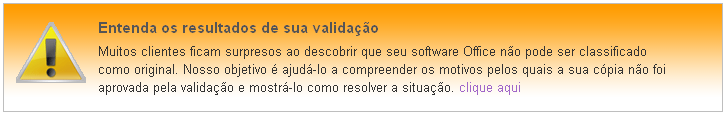 Entenda os resultados de sua validação
Muitos clientes ficam surpresos ao descobrir que seu software Office não pode ser classificado
como original. Nosso objetivo é ajudá-lo a compreender os motivos pelos quais a sua cópia não foi
aprovada pela validação e mostrá-lo como resolver a situação. clique aqui